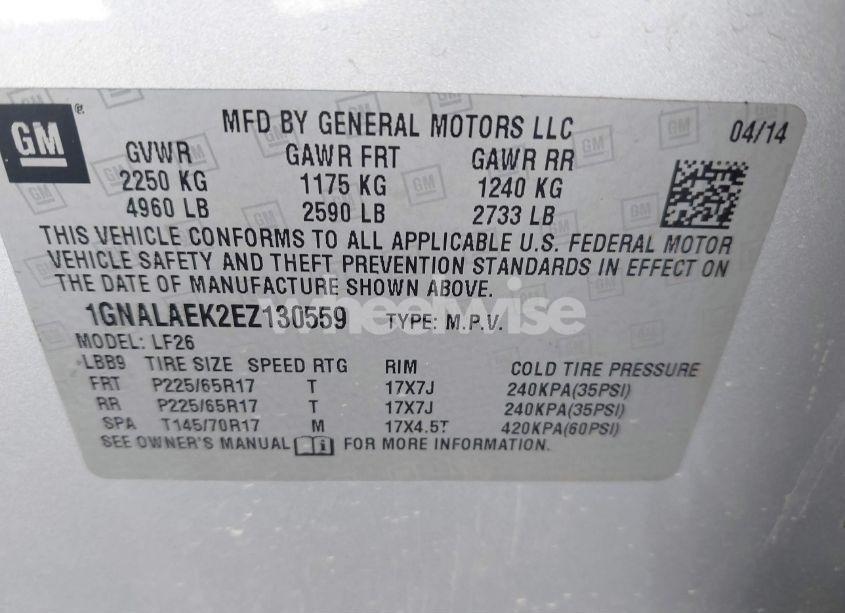 GM
MFD BY GENERAL MOTORS LLC 04/14
GVWR GAWR FRT GAWR RR
2250 KG 1175 KG 1240 KG
4960 LB 2590 LB 2733 LB
THIS VEHICLE CONFORMS TO ALL APPLICABLE U.S. FEDERAL MOTOR
VEHICLE SAFETY AND THEFT PREVENTION STANDARDS IN EFFECT ON
THE DATE OF MANUFACTURE SHOWN ABOVE.
wheelwise
1GNALAEK2EZ130559 TYPE: M.P.V.
MODEL: LF26
LBB9 TIRE SIZE SPEED RTG RIM COLD TIRE PRESSURE
FRT P225/65R17 T 17X7J 240KPA(35PSI)
RR P225/65R17 T 17X7J 240KPA(35PSI)
SPA T145/70R17 M 17X4.5T 420KPA(60PSI)
SEE OWNER'S MANUAL FOR MORE INFORMATION.